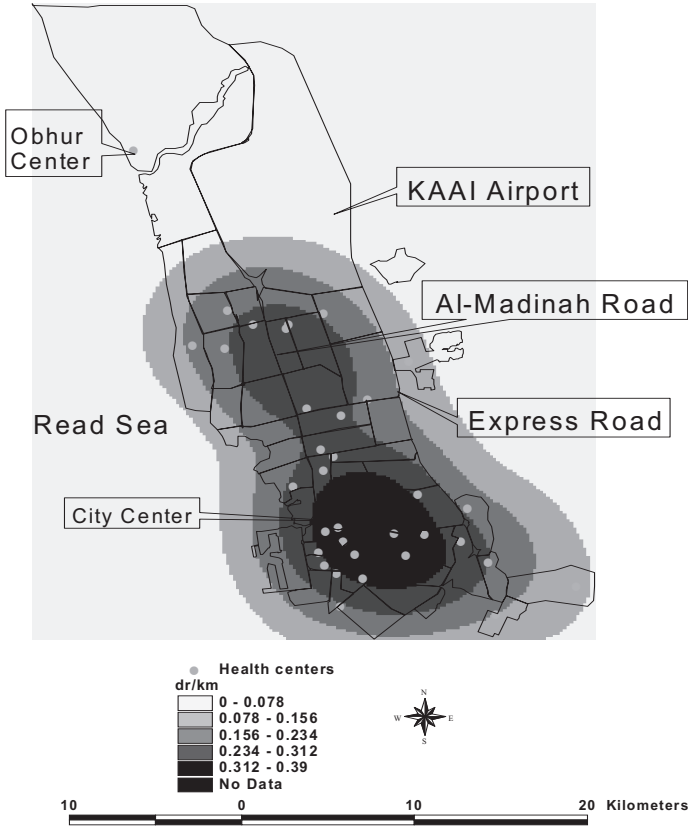 Obhur
Center
KAAI Airport
Al-Madinah Road
Read Sea
Express Road
City Center
Health centers
dr/km
0 - 0.078
0.078 - 0.156
0.156 - 0.234
0.234 - 0.312
0.312 - 0.39
No Data
N
W E
S
10 0 10 20 Kilometers